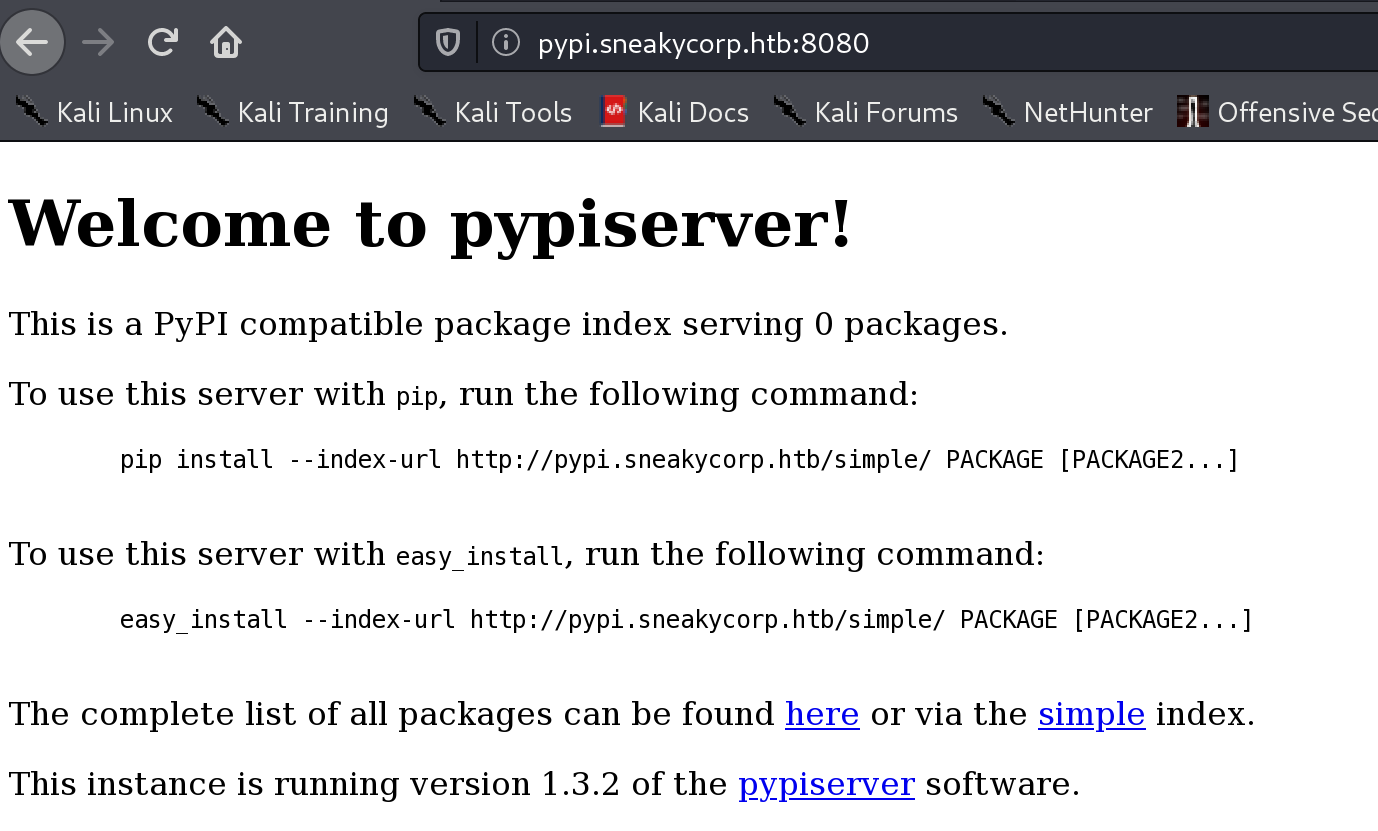 pypi.sneakycorp.htb:8080
Kali Linux Kali Training Kali Tools Kali Docs Kali Forums NetHunter Offensive Sec
Welcome to pypiserver!
This is a PyPI compatible package index serving 0 packages.
To use this server with pip, run the following command:
pip install --index-url http://pypi.sneakycorp.htb/simple/ PACKAGE [PACKAGE2...]
To use this server with easy_install, run the following command:
easy_install --index-url http://pypi.sneakycorp.htb/simple/ PACKAGE [PACKAGE2...]
The complete list of all packages can be found here or via the simple index.
This instance is running version 1.3.2 of the pypiserver software.